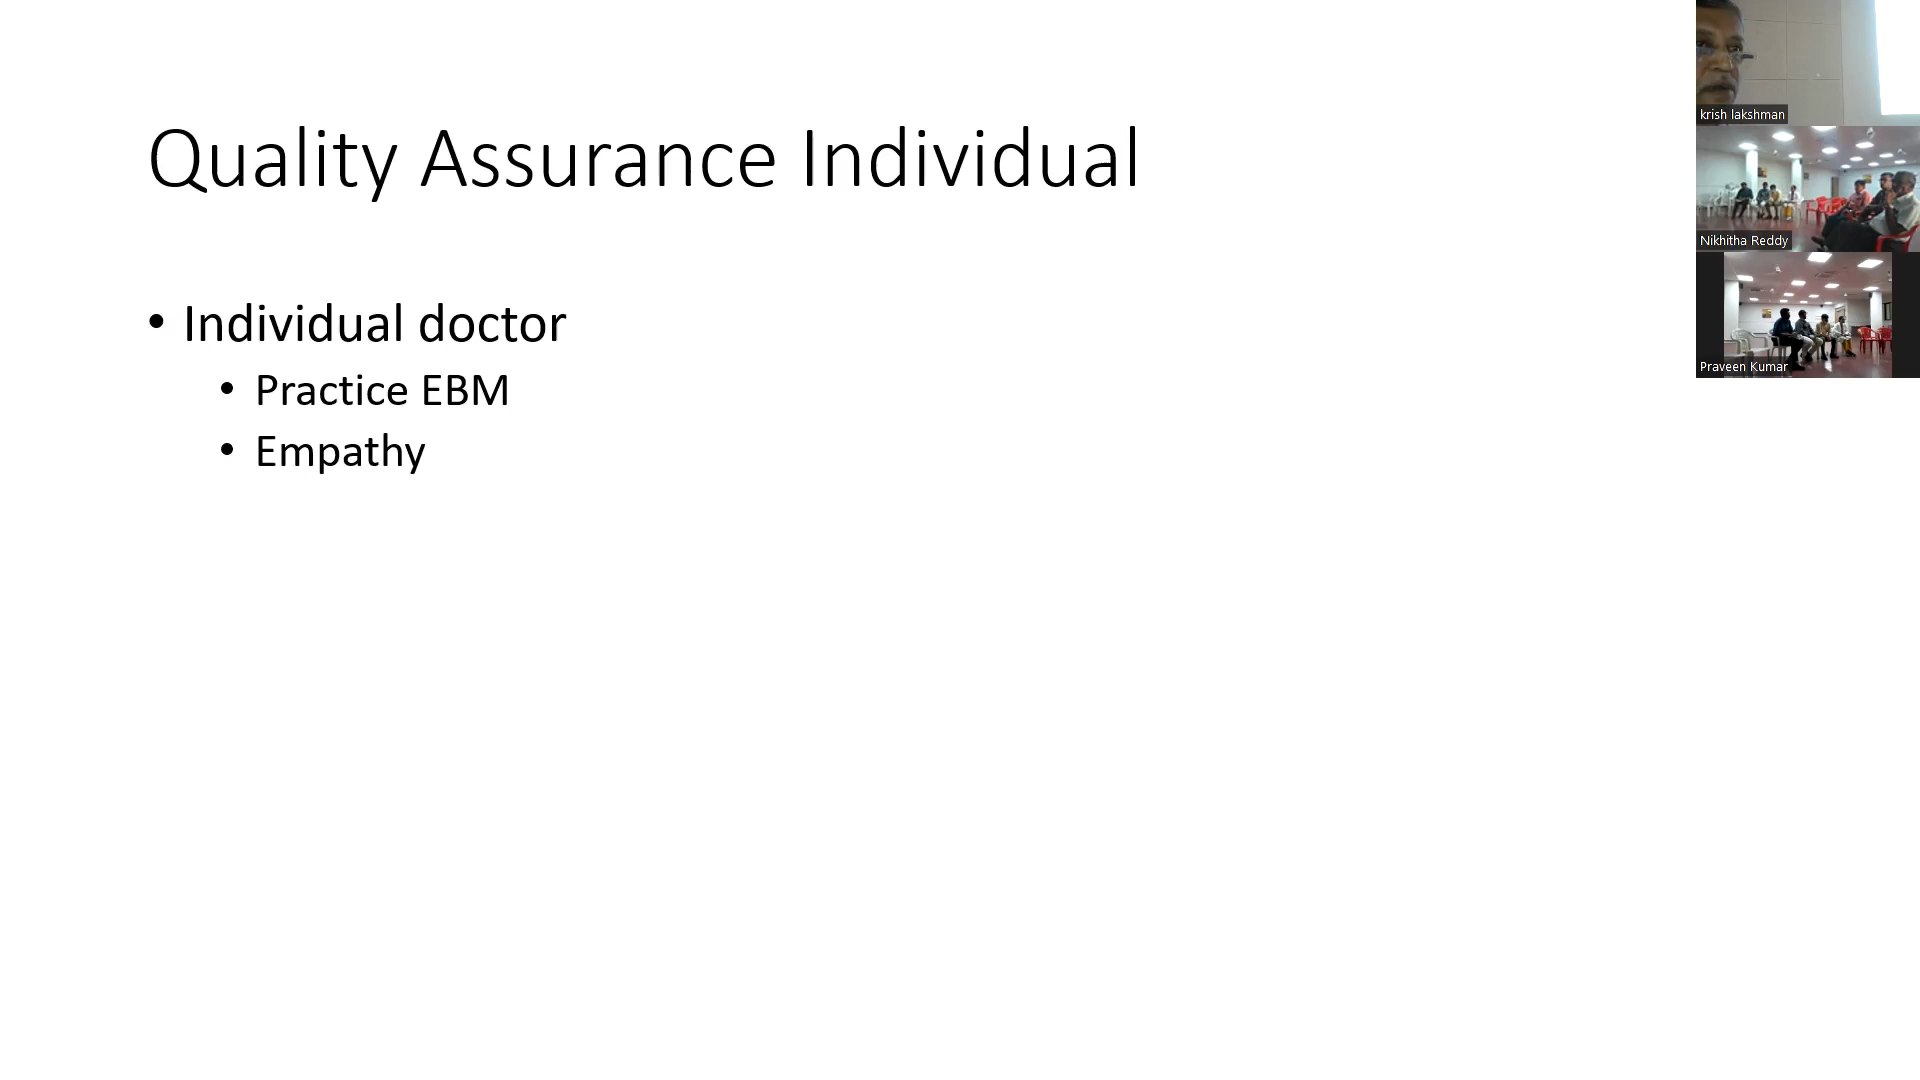 Quality Assurance Individual
• Individual doctor
• Practice EBM
• Empathy
krish lakshman
Nikhitha Reddy
Praveen Kumar